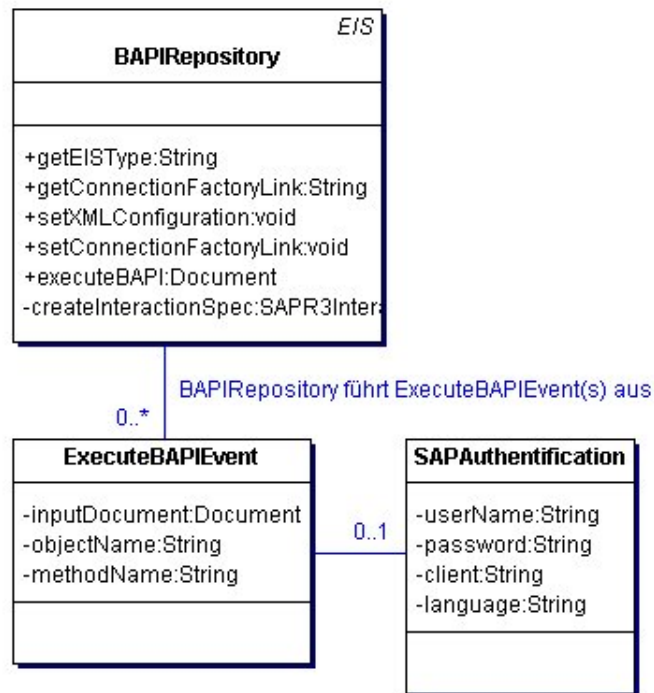 EIS
BAPIRepository
+getEISType:String
+getConnectionFactoryLink:String
+setXMLConfiguration:void
+setConnectionFactoryLink:void
+executeBAPI:Document
-createInteractionSpec:SAPR3Intera
BAPIRepository führt ExecuteBAPIEvent(s) aus
0..*
ExecuteBAPIEvent
-inputDocument:Document
-objectName:String
-methodName:String
0..1
SAPAuthentification
-userName:String
-password:String
-client:String
-language:String